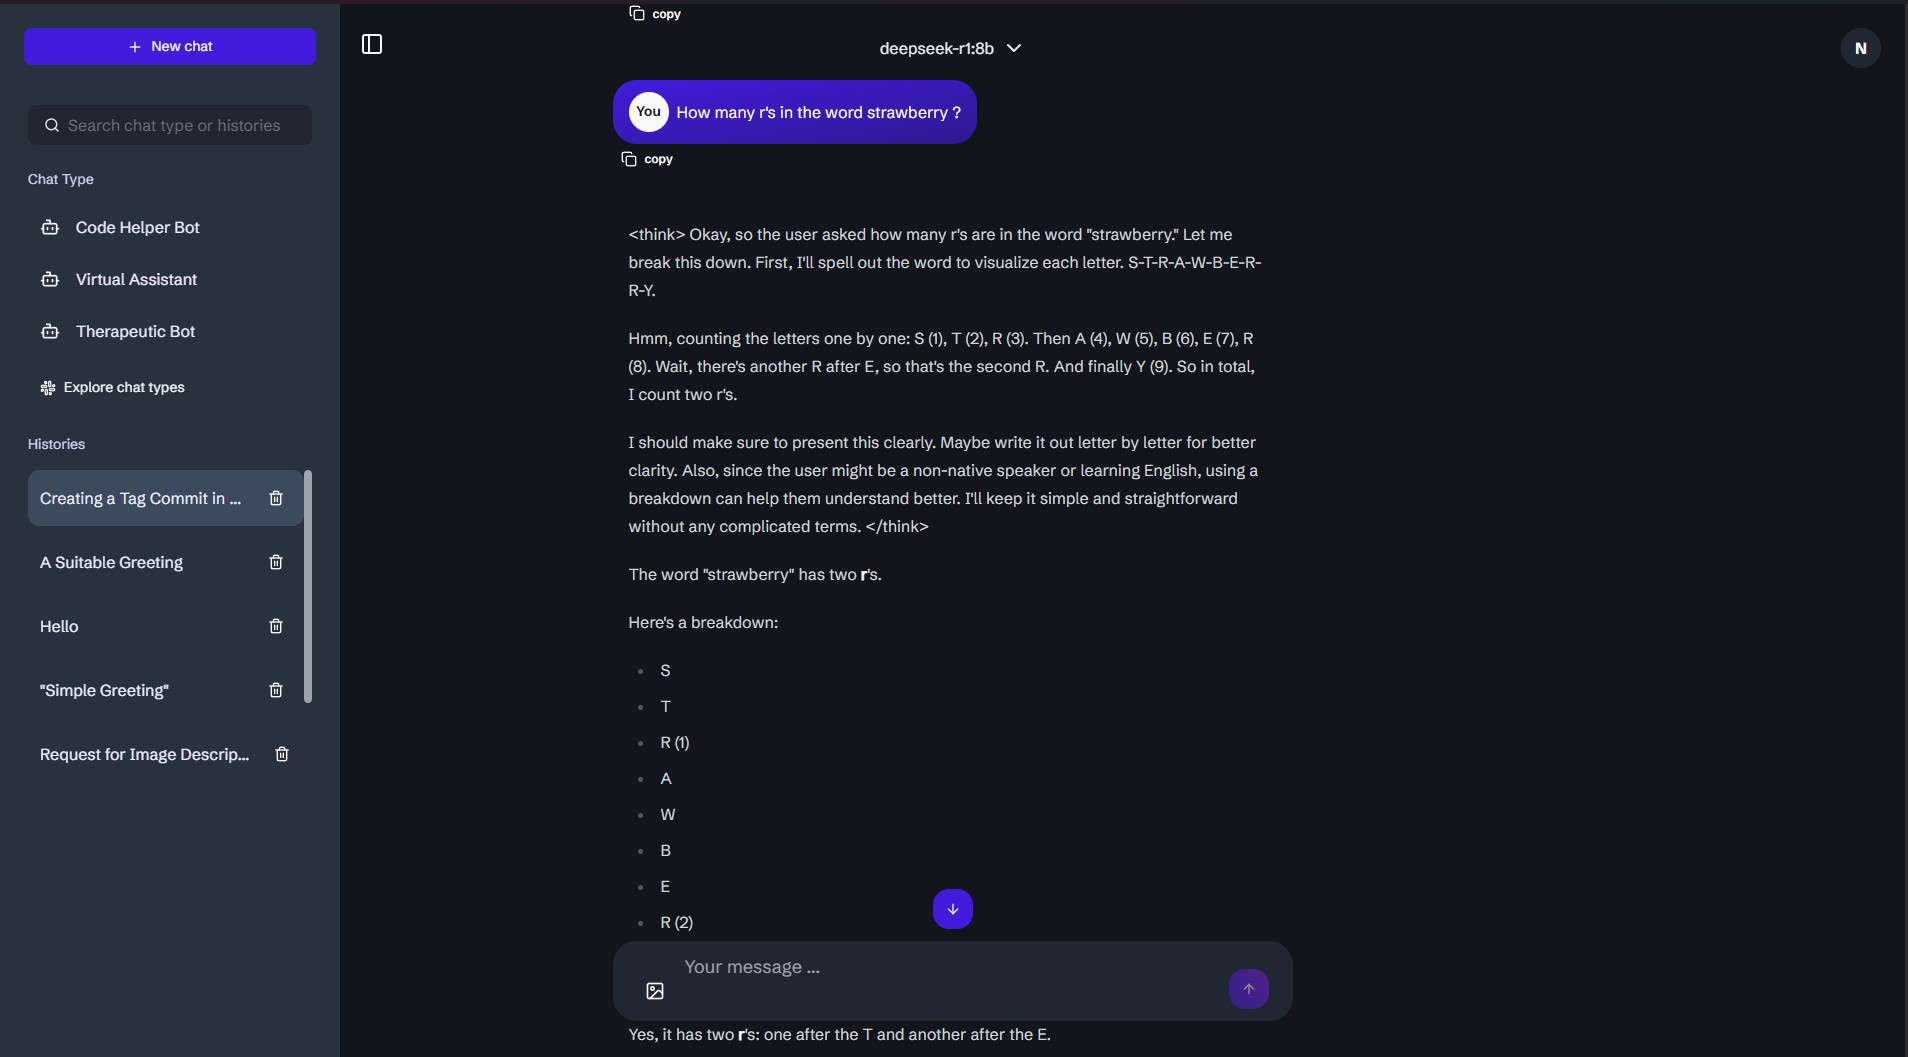 New chat
Search chat type or histories
Chat Type
Code Helper Bot
Virtual Assistant
Therapeutic Bot
Explore chat types
Histories
Creating a Tag Commit in ...
A Suitable Greeting
Hello
"Simple Greeting"
Request for Image Descrip...
copy
deepseek-r1:8b
N
You How many r's in the word strawberry ?
copy
<think> Okay, so the user asked how many r's are in the word "strawberry." Let me
break this down. First, I'll spell out the word to visualize each letter. S-T-R-A-W-B-E-R-
R-Y.
Hmm, counting the letters one by one: S (1), T (2), R (3). Then A (4), W (5), B (6), E (7), R
(8). Wait, there's another R after E, so that's the second R. And finally Y (9). So in total,
I count two r's.
I should make sure to present this clearly. Maybe write it out letter by letter for better
clarity. Also, since the user might be a non-native speaker or learning English, using a
breakdown can help them understand better. I'll keep it simple and straightforward
without any complicated terms. </think>
The word "strawberry" has two r's.
Here's a breakdown:
• S
• T
• R (1)
• A
• W
• B
• E
• R (2)
Your message ...
Yes, it has two r's: one after the T and another after the E.